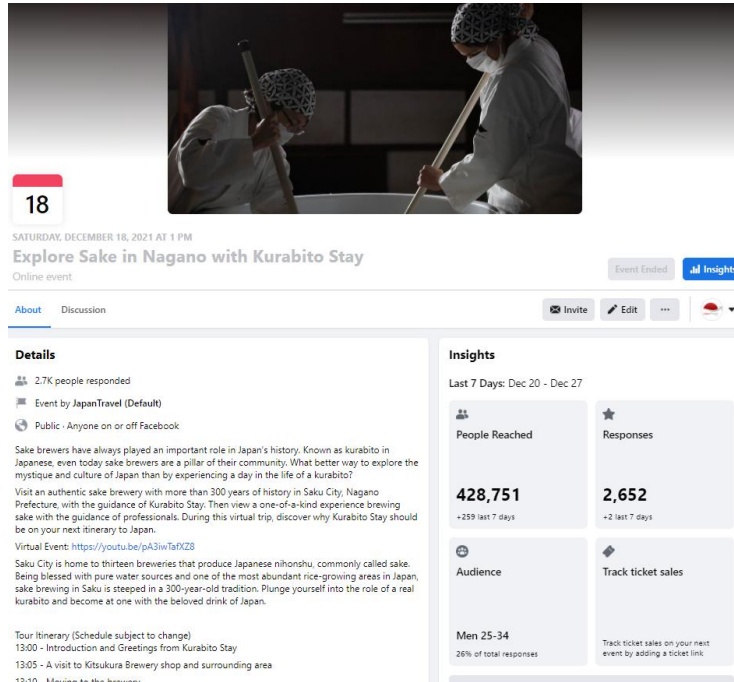 18
SATURDAY, DECEMBER 18, 2021 AT 1 PM
Explore Sake in Nagano with Kurabito Stay
Online event
Event Ended
Insights
About
Discussion
Invite
Edit
Details
2.7K people responded
Event by JapanTravel (Default)
Public · Anyone on or off Facebook
Sake brewers have always played an important role in Japan's history. Known as kurabito in
Japanese, even today sake brewers are a pillar of their community. What better way to explore the
mystique and culture of Japan than by experiencing a day in the life of a kurabito?
Visit an authentic sake brewery with more than 300 years of history in Saku City, Nagano
Prefecture, with the guidance of Kurabito Stay. Then view a one-of-a-kind experience brewing
sake with the guidance of professionals. During this virtual trip, discover why Kurabito Stay should
be on your next itinerary to Japan.
Virtual Event: https://youtu.be/pA3iwTafXZ8
Saku City is home to thirteen breweries that produce Japanese nihonshu, commonly called sake.
Being blessed with pure water sources and one of the most abundant rice-growing areas in Japan,
sake brewing in Saku is steeped in a 300-year-old tradition. Plunge yourself into the role of a real
kurabito and become at one with the beloved drink of Japan.
Tour Itinerary (Schedule subject to change)
13:00 - Introduction and Greetings from Kurabito Stay
13:05 - A visit to Kitsukura Brewery shop and surrounding area
13:10 - Moving to the brewery
Insights
Last 7 Days: Dec 20 - Dec 27
People Reached
428,751
+259 last 7 days
Responses
2,652
+2 last 7 days
Audience
Men 25-34
26% of total responses
Track ticket sales
Track ticket sales on your next
event by adding a ticket link